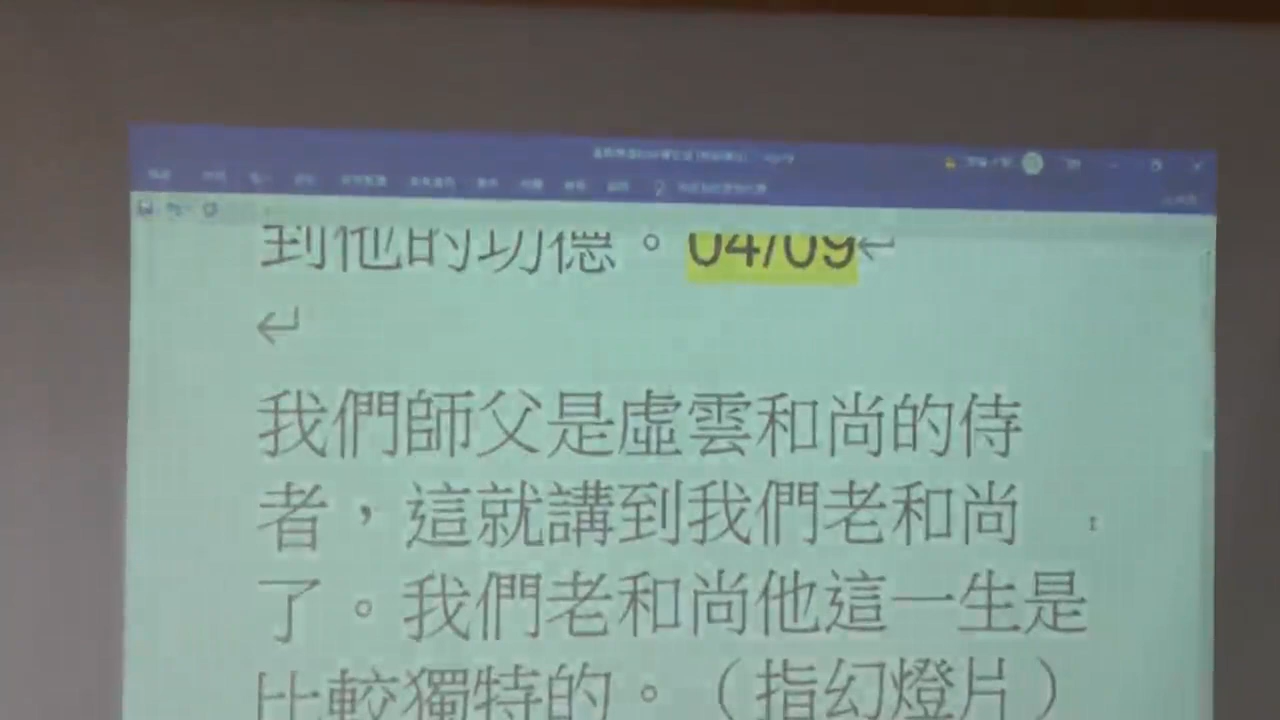 到他的功德。04/09↵
↵
我們師父是虛雲和尚的侍
者，這就講到我們老和尚
了。我們老和尚他這一生是
比較獨特的。（指幻燈片）